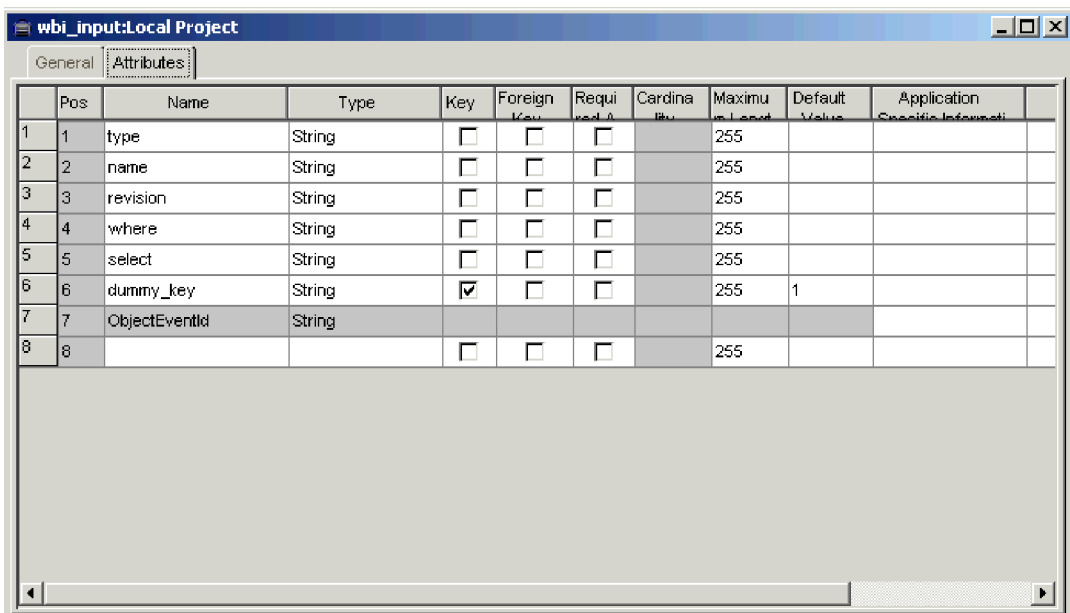 wbi_input:Local Project
General Attributes
Pos Name Type Key Foreign Requi Cardina Maximu Default Application
1 1 type String 255
2 2 name String 255
3 3 revision String 255
4 4 where String 255
5 5 select String 255
6 6 dummy_key String 255 1
7 7 ObjectEventId String
8 8 255